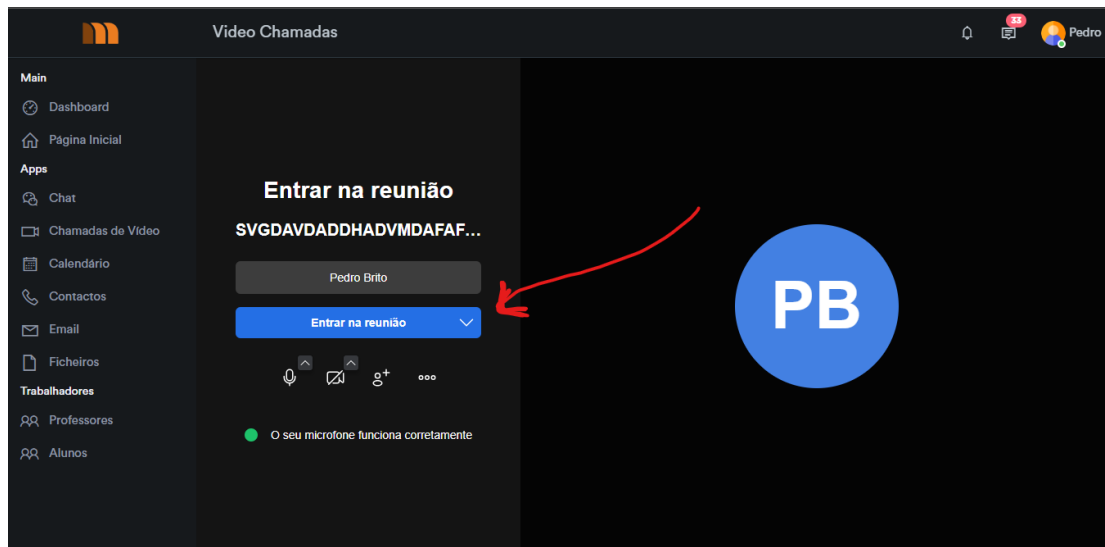 Video Chamadas
33
Pedro
Main
Dashboard
Página Inicial
Apps
Chat
Chamadas de Vídeo
Calendário
Contactos
Email
Ficheiros
Trabalhadores
Professores
Alunos
Entrar na reunião
SVGDAVDADDHADVMDAFAF...
Pedro Brito
Entrar na reunião
O seu microfone funciona corretamente
PB